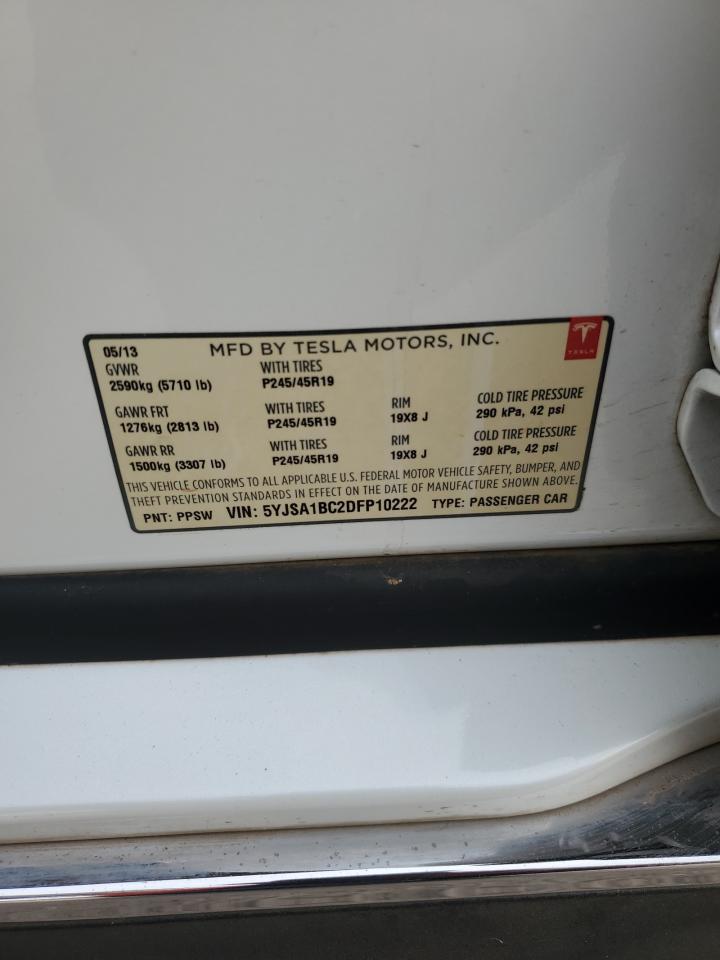 05/13 MFD BY TESLA MOTORS, INC.
TESLA
GVWR WITH TIRES
2590kg (5710 lb) P245/45R19
GAWR FRT WITH TIRES RIM COLD TIRE PRESSURE
1276kg (2813 lb) P245/45R19 19X8 J 290 kPa, 42 psi
GAWR RR WITH TIRES RIM COLD TIRE PRESSURE
1500kg (3307 lb) P245/45R19 19X8 J 290 kPa, 42 psi
THIS VEHICLE CONFORMS TO ALL APPLICABLE U.S. FEDERAL MOTOR VEHICLE SAFETY, BUMPER, AND
THEFT PREVENTION STANDARDS IN EFFECT ON THE DATE OF MANUFACTURE SHOWN ABOVE.
PNT: PPSW VIN: 5YJSA1BC2DFP10222 TYPE: PASSENGER CAR